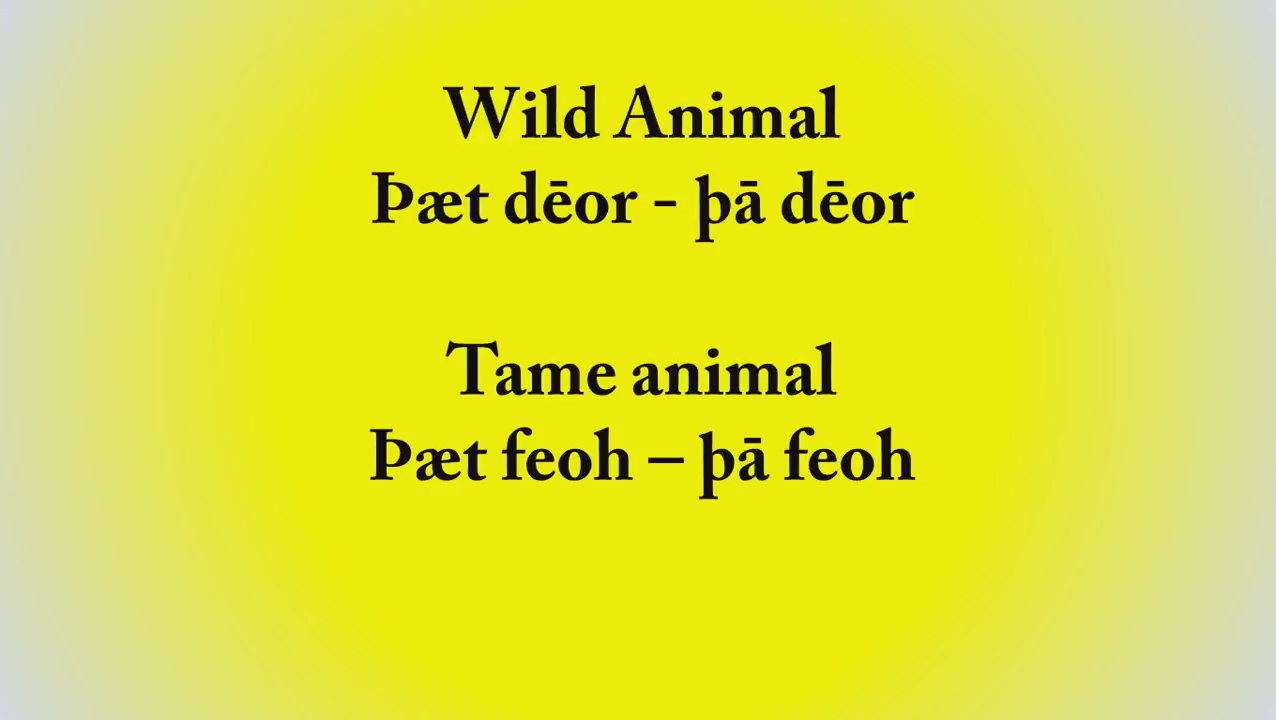 Wild Animal
Þæt dēor - þā dēor
Tame animal
Þæt feoh – þā feoh